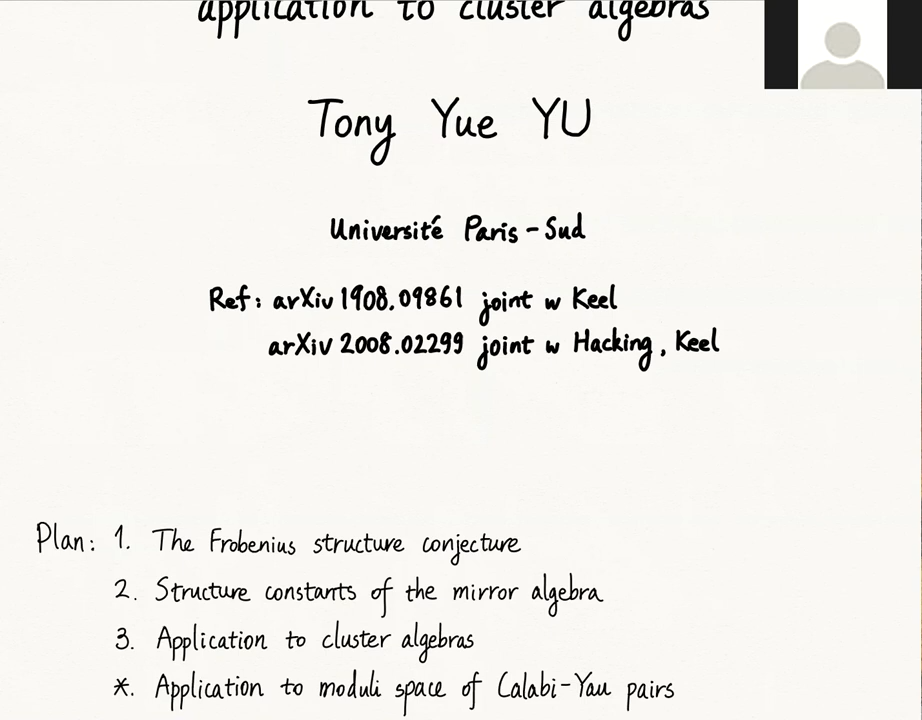 application to cluster algebras
Tony Yue YU
Université Paris-Sud
Ref: arXiv 1908.09861 joint w Keel
arXiv 2008.02299 joint w Hacking, Keel
Plan: 1. The Frobenius structure conjecture
2. Structure constants of the mirror algebra
3. Application to cluster algebras
*. Application to moduli space of Calabi-Yau pairs